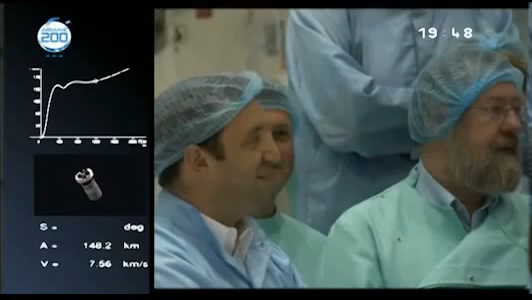 ARIANE
200
19:48
S = deg
A = 148.2 km
V = 7.56 km/s